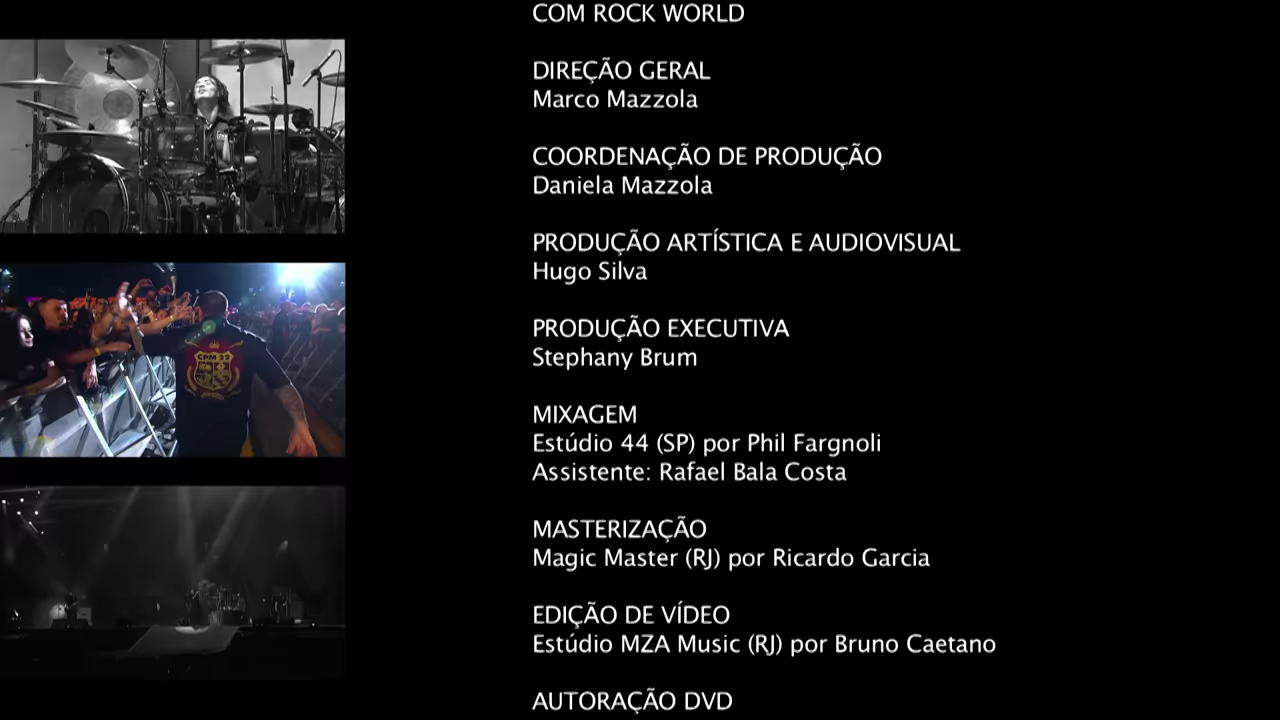 COM ROCK WORLD
DIREÇÃO GERAL
Marco Mazzola
COORDENAÇÃO DE PRODUÇÃO
Daniela Mazzola
PRODUÇÃO ARTÍSTICA E AUDIOVISUAL
Hugo Silva
PRODUÇÃO EXECUTIVA
Stephany Brum
MIXAGEM
Estúdio 44 (SP) por Phil Fargnoli
Assistente: Rafael Bala Costa
MASTERIZAÇÃO
Magic Master (RJ) por Ricardo Garcia
EDIÇÃO DE VÍDEO
Estúdio MZA Music (RJ) por Bruno Caetano
AUTORAÇÃO DVD
CPM 22